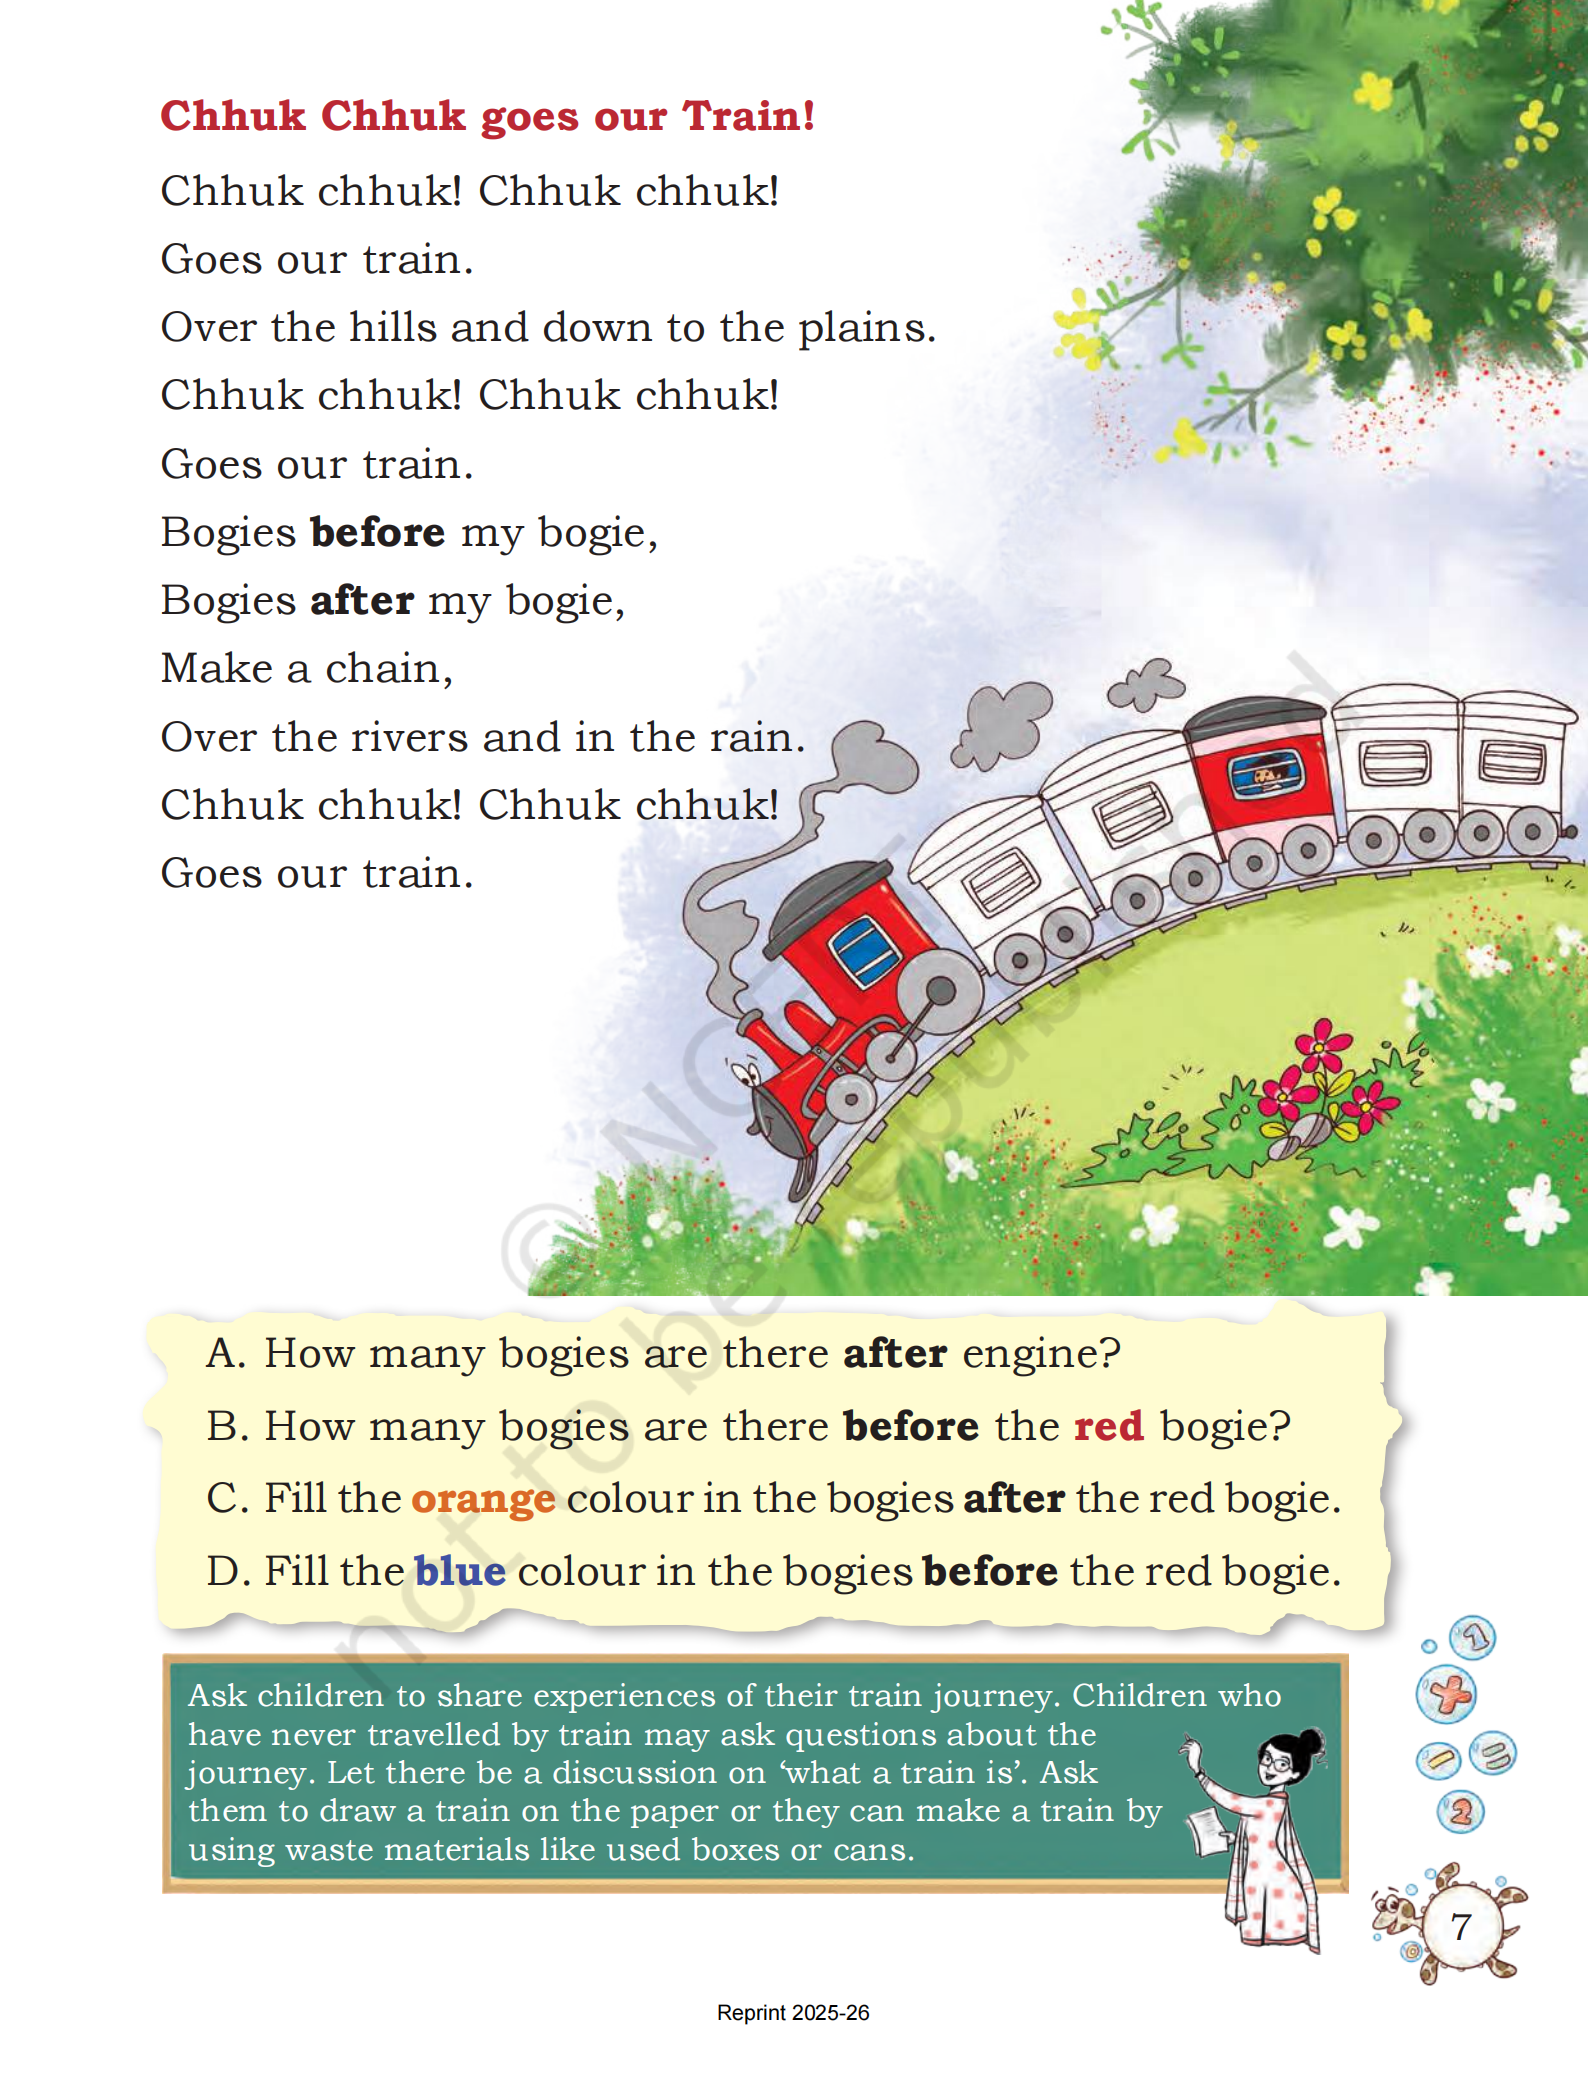 Chhuk Chhuk goes our Train!
Chhuk chhuk! Chhuk chhuk!
Goes our train.
Over the hills and down to the plains.
Chhuk chhuk! Chhuk chhuk!
Goes our train.
Bogies before my bogie,
Bogies after my bogie,
Make a chain,
Over the rivers and in the rain.
Chhuk chhuk! Chhuk chhuk!
Goes our train.
A. How many bogies are there after engine?
B. How many bogies are there before the red bogie?
C. Fill the orange colour in the bogies after the red bogie.
D. Fill the blue colour in the bogies before the red bogie.
Ask children to share experiences of their train journey. Children who
have never travelled by train may ask questions about the
journey. Let there be a discussion on ‘what a train is’. Ask
them to draw a train on the paper or they can make a train by
using waste materials like used boxes or cans.
1
2
7
Reprint 2025-26
© NCERT
not to be republished